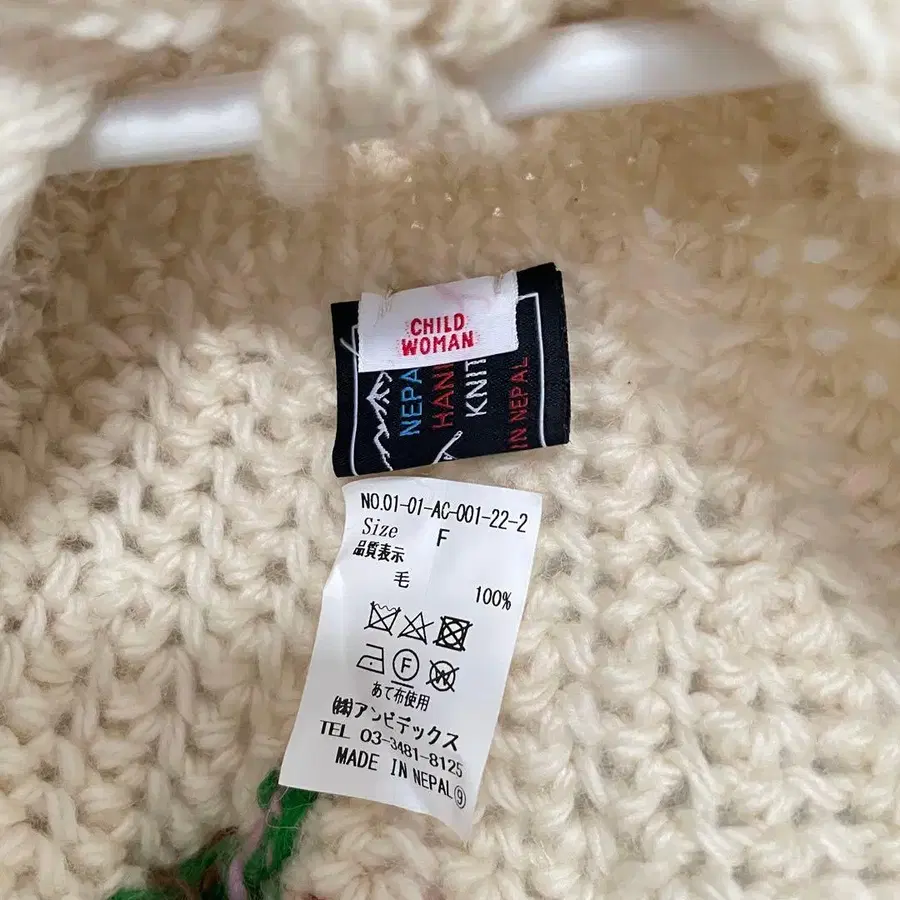 CHILD
WOMAN
NEPA
HAN
KNIT
IN NEPAL
NO.01-01-AC-001-22-2
Size F
品質表示
毛 100%
F
W
あて布使用
(株)アンビデックス
TEL 03-3481-8125
MADE IN NEPAL⑨